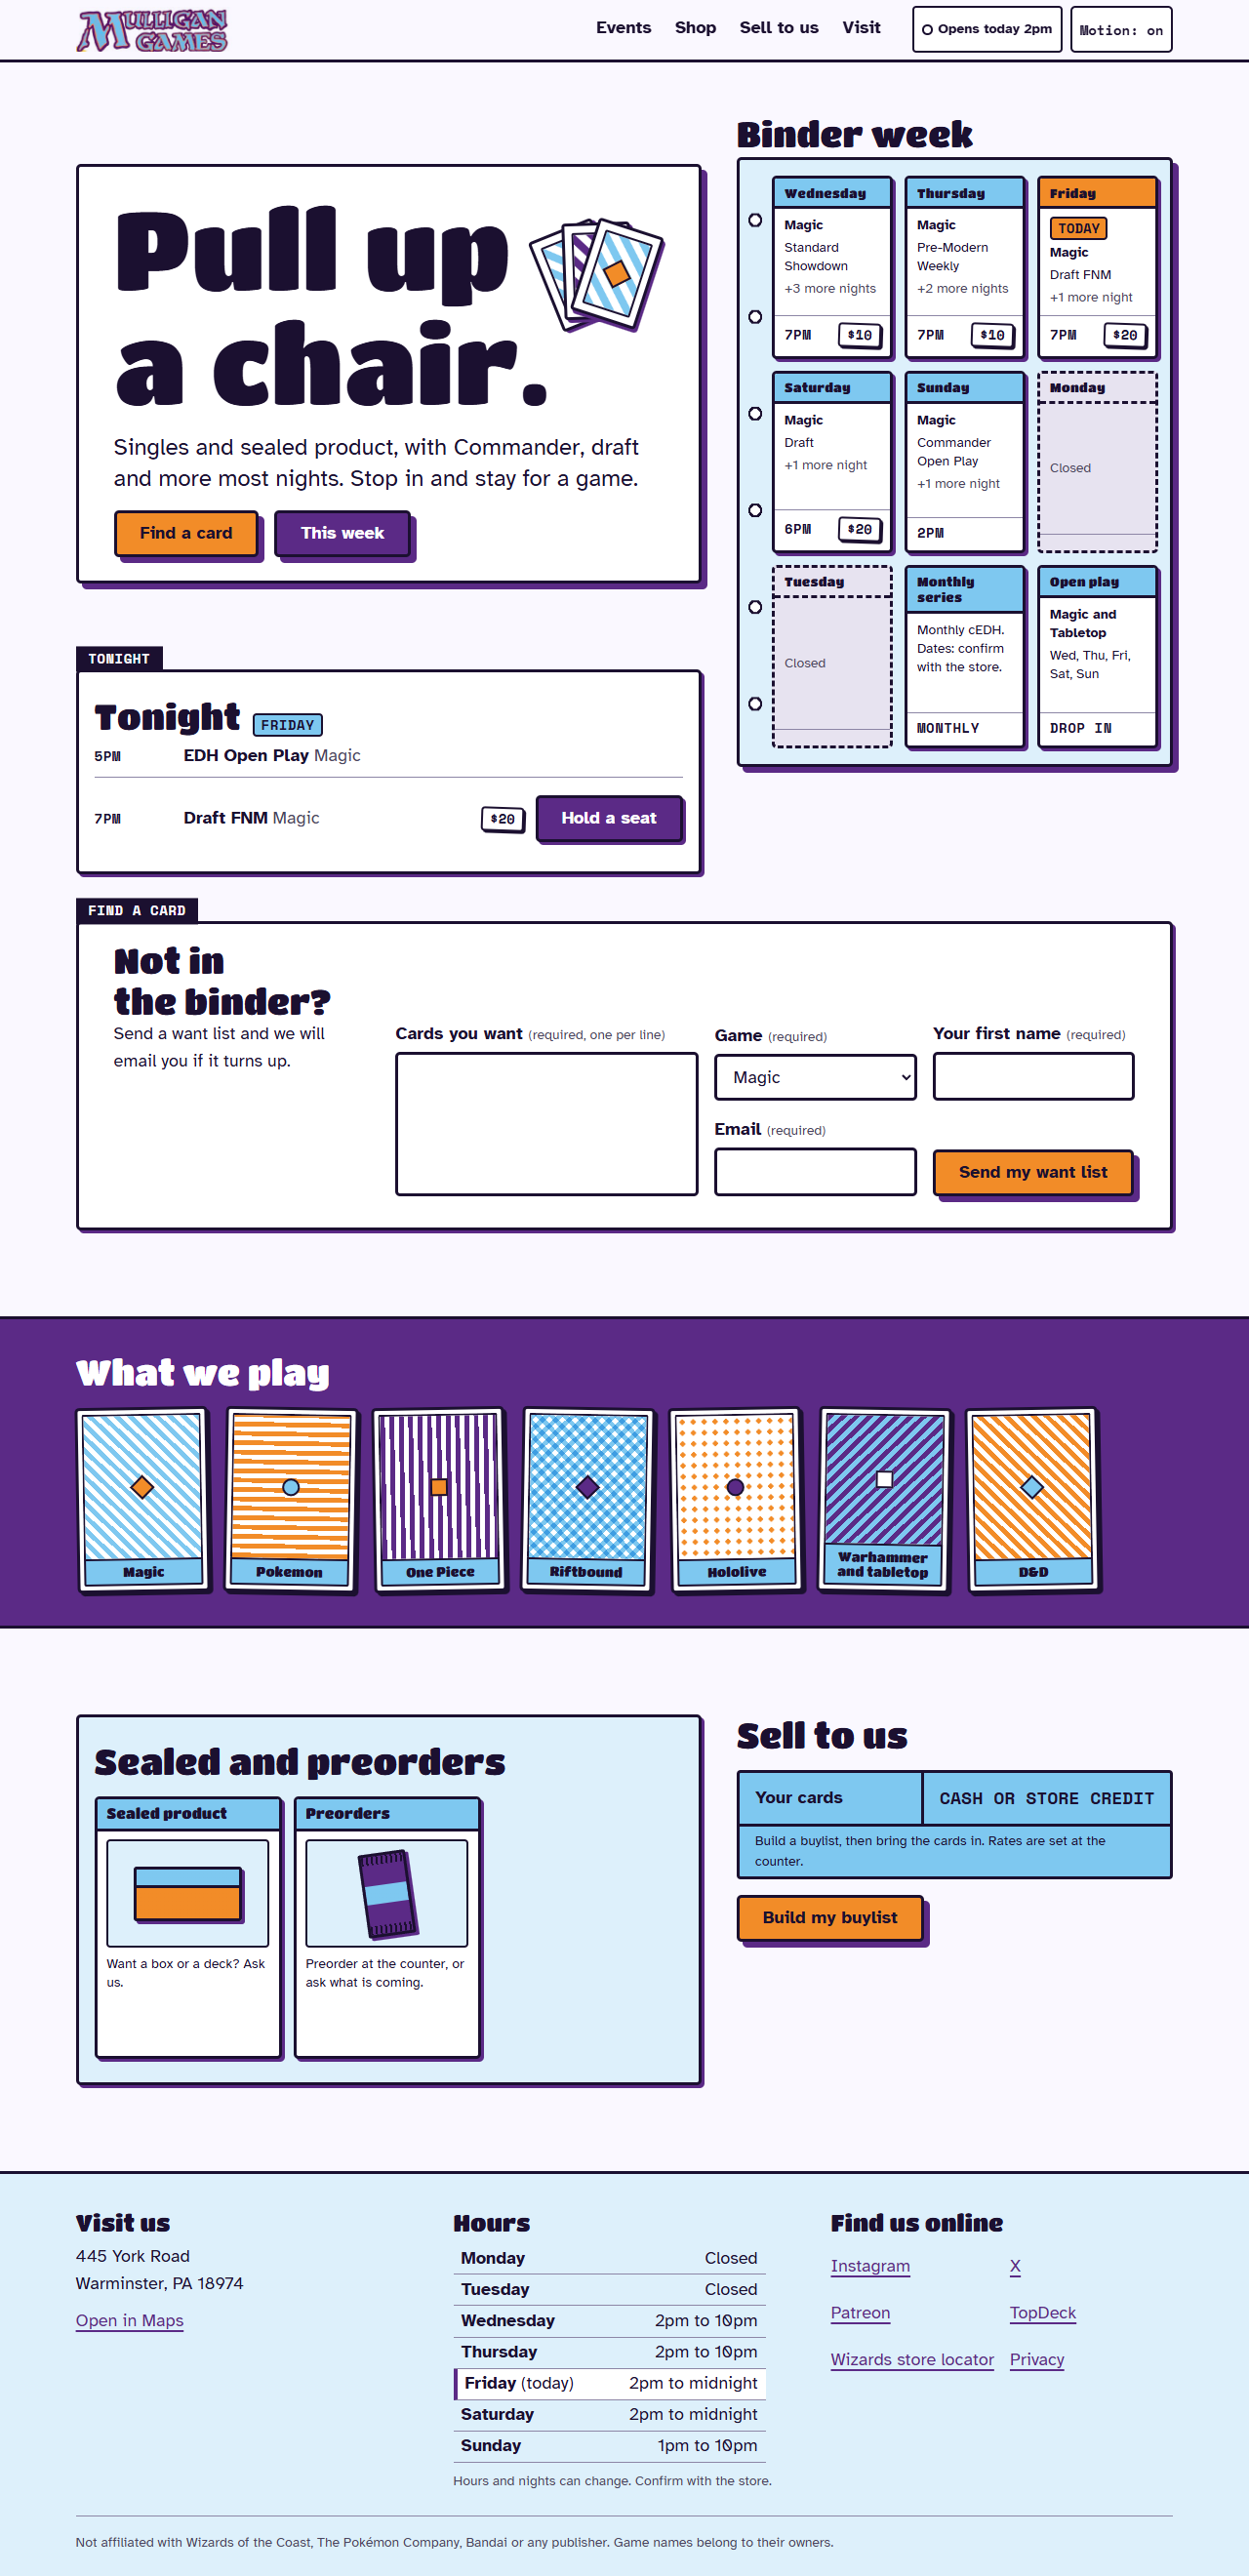 MULLIGAN
GAMES
Events
Shop
Sell to us
Visit
Opens today 2pm
Motion: on
Pull up
a chair.
Singles and sealed product, with Commander, draft
and more most nights. Stop in and stay for a game.
Find a card
This week
Binder week
Wednesday
Magic
Standard
Showdown
+3 more nights
7PM
$10
Thursday
Magic
Pre-Modern
Weekly
+2 more nights
7PM
$10
Friday
TODAY
Magic
Draft FNM
+1 more night
7PM
$20
Saturday
Magic
Draft
+1 more night
6PM
$20
Sunday
Magic
Commander
Open Play
+1 more night
2PM
Monday
Closed
Tuesday
Closed
Monthly
series
Monthly cEDH.
Dates: confirm
with the store.
MONTHLY
Open play
Magic and
Tabletop
Wed, Thu, Fri,
Sat, Sun
DROP IN
TONIGHT
Tonight
FRIDAY
5PM
EDH Open Play Magic
7PM
Draft FNM Magic
$20
Hold a seat
FIND A CARD
Not in
the binder?
Send a want list and we will
email you if it turns up.
Cards you want (required, one per line)
Game (required)
Magic
Your first name (required)
Email (required)
Send my want list
What we play
Magic
Pokemon
One Piece
Riftbound
Hololive
Warhammer
and tabletop
D&D
Sealed and preorders
Sealed product
Want a box or a deck? Ask
us.
Preorders
Preorder at the counter, or
ask what is coming.
Sell to us
Your cards
CASH OR STORE CREDIT
Build a buylist, then bring the cards in. Rates are set at the
counter.
Build my buylist
Visit us
445 York Road
Warminster, PA 18974
Open in Maps
Hours
Monday
Closed
Tuesday
Closed
Wednesday
2pm to 10pm
Thursday
2pm to 10pm
Friday (today)
2pm to midnight
Saturday
2pm to midnight
Sunday
1pm to 10pm
Hours and nights can change. Confirm with the store.
Find us online
Instagram
X
Patreon
TopDeck
Wizards store locator
Privacy
Not affiliated with Wizards of the Coast, The Pokémon Company, Bandai or any publisher. Game names belong to their owners.